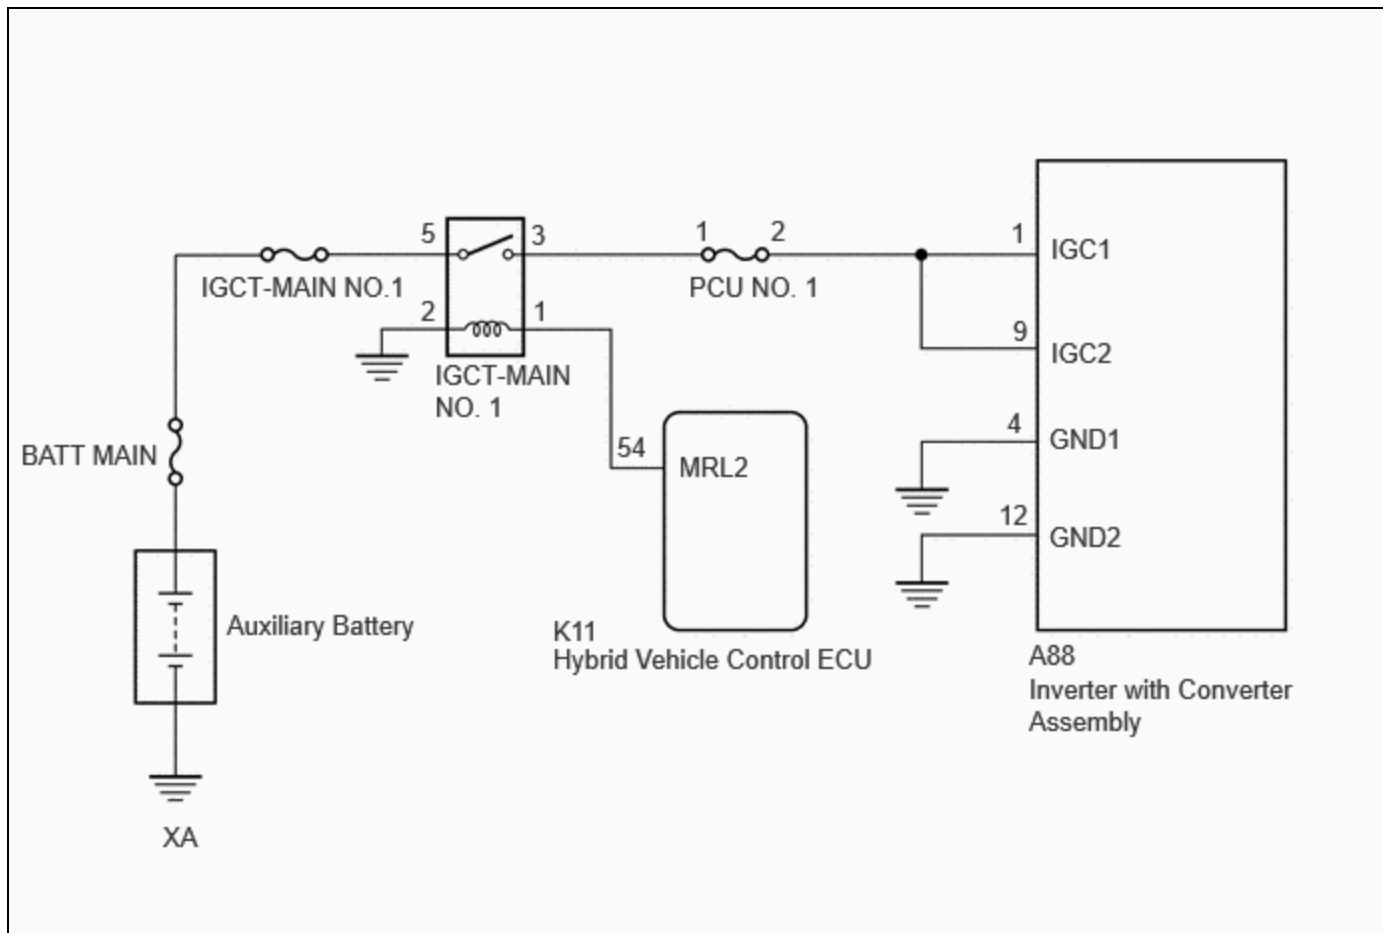 1
IGC1
5
3
1
2
IGCT-MAIN NO.1
PCU NO. 1
2
1
9
IGC2
IGCT-MAIN
NO. 1
4
GND1
BATT MAIN
54
MRL2
12
GND2
Auxiliary Battery
K11
Hybrid Vehicle Control ECU
A88
Inverter with Converter
Assembly
XA